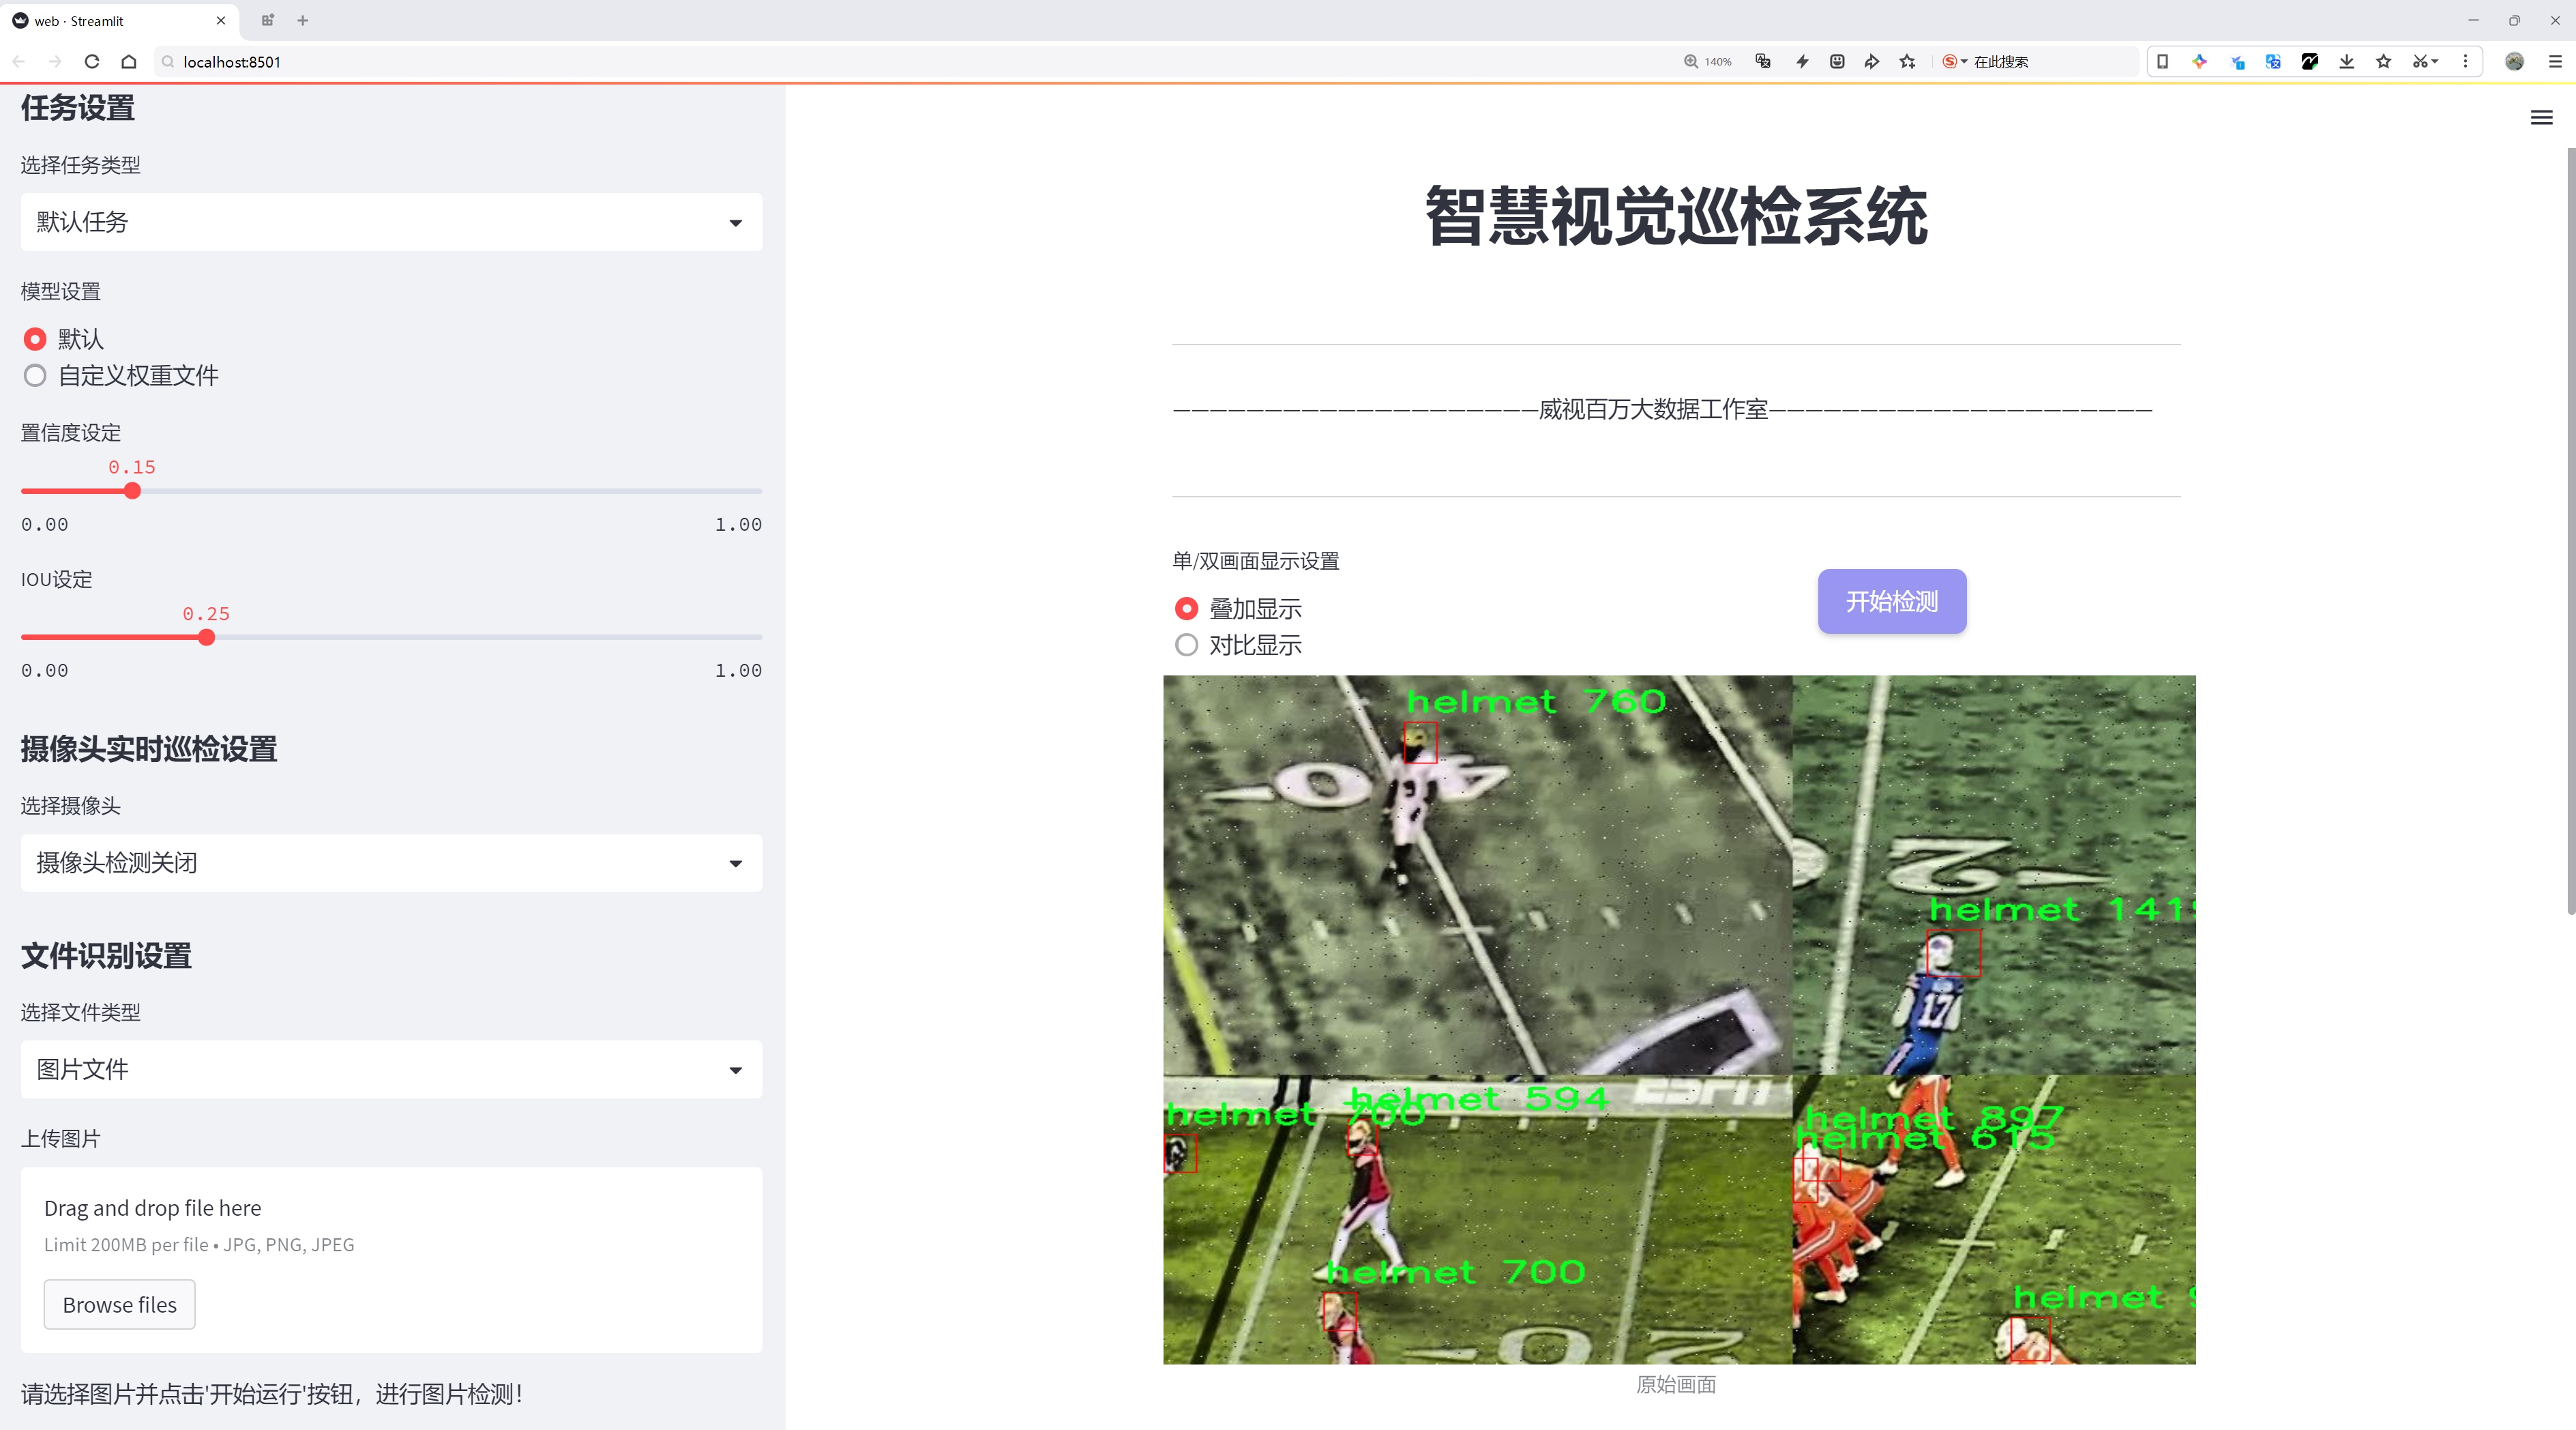 web · Streamlit
localhost:8501
140%
在此搜索
任务设置
选择任务类型
默认任务
模型设置
默认
自定义权重文件
置信度设定
0.15
0.00 1.00
IOU设定
0.25
0.00 1.00
摄像头实时巡检设置
选择摄像头
摄像头检测关闭
文件识别设置
选择文件类型
图片文件
上传图片
Drag and drop file here
Limit 200MB per file • JPG, PNG, JPEG
Browse files
请选择图片并点击'开始运行'按钮，进行图片检测！
智慧视觉巡检系统
————————————————————威视百万大数据工作室—————————————————————
单/双画面显示设置
叠加显示
对比显示
开始检测
helmet 760
helmet 141
17
helmet 594
helmet 700
ESPN
helmet 897
helmet 615
helmet 700
helmet
原始画面